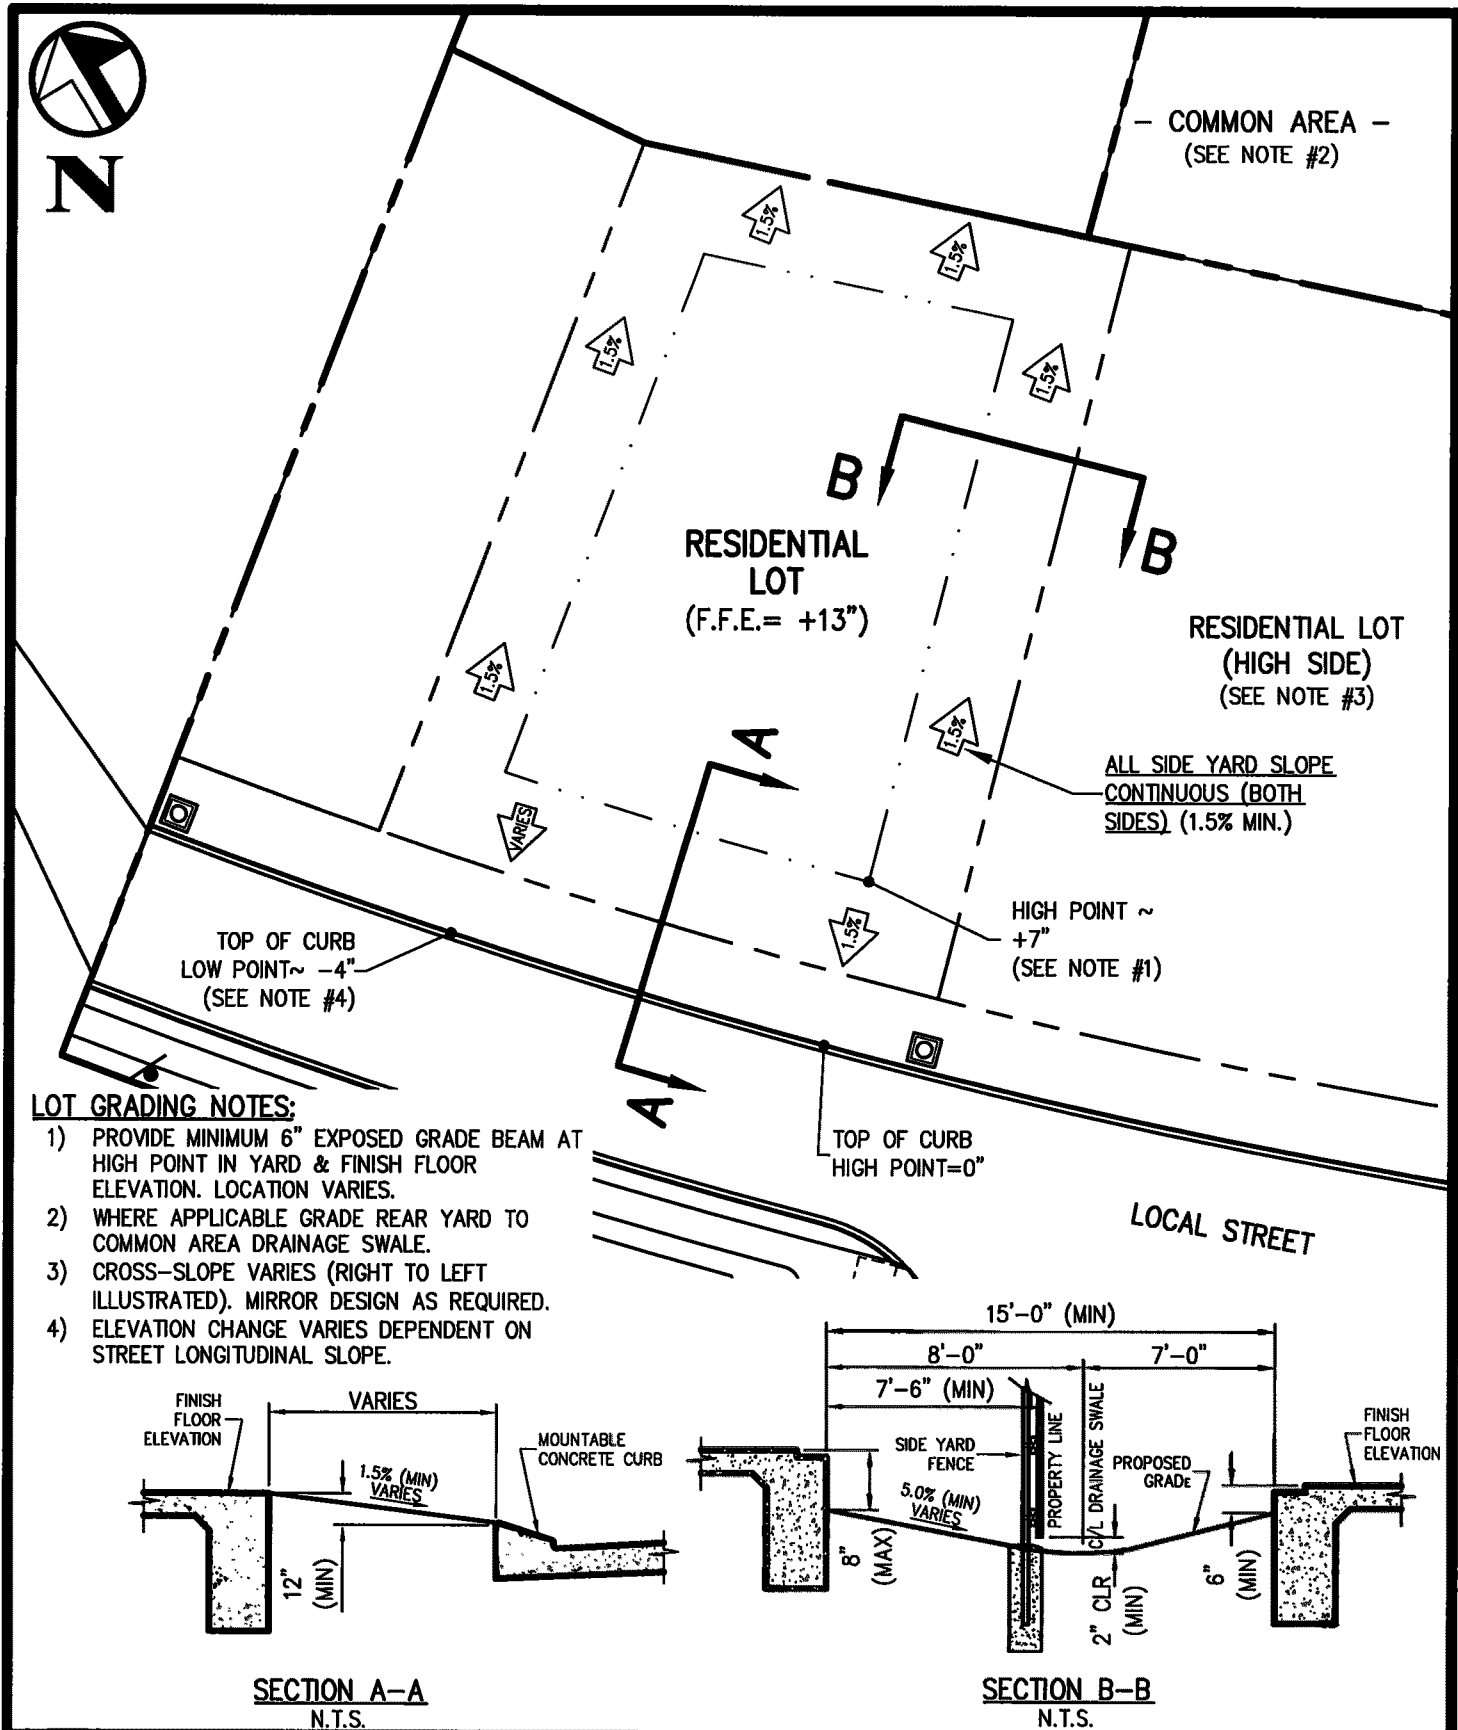 N
- COMMON AREA -
(SEE NOTE #2)
1.5%
1.5%
1.5%
1.5%
B
B
RESIDENTIAL
LOT
(F.F.E.= +13")
RESIDENTIAL LOT
(HIGH SIDE)
(SEE NOTE #3)
1.5%
1.5%
A
ALL SIDE YARD SLOPE
CONTINUOUS (BOTH
SIDES) (1.5% MIN.)
VARIES
1.5%
HIGH POINT ~
+7"
(SEE NOTE #1)
TOP OF CURB
LOW POINT~ -4"
(SEE NOTE #4)
A
TOP OF CURB
HIGH POINT=0"
LOCAL STREET
LOT GRADING NOTES:
1) PROVIDE MINIMUM 6" EXPOSED GRADE BEAM AT
HIGH POINT IN YARD & FINISH FLOOR
ELEVATION. LOCATION VARIES.
2) WHERE APPLICABLE GRADE REAR YARD TO
COMMON AREA DRAINAGE SWALE.
3) CROSS-SLOPE VARIES (RIGHT TO LEFT
ILLUSTRATED). MIRROR DESIGN AS REQUIRED.
4) ELEVATION CHANGE VARIES DEPENDENT ON
STREET LONGITUDINAL SLOPE.
FINISH
FLOOR
ELEVATION
VARIES
MOUNTABLE
CONCRETE CURB
1.5% (MIN)
VARIES
12"
(MIN)
SECTION A-A
N.T.S.
15'-0" (MIN)
8'-0"
7'-0"
7'-6" (MIN)
SIDE YARD
FENCE
PROPERTY LINE
C/L DRAINAGE SWALE
PROPOSED
GRADE
FINISH
FLOOR
ELEVATION
5.0% (MIN)
VARIES
8"
(MAX)
2" CLR
(MIN)
6"
(MIN)
SECTION B-B
N.T.S.